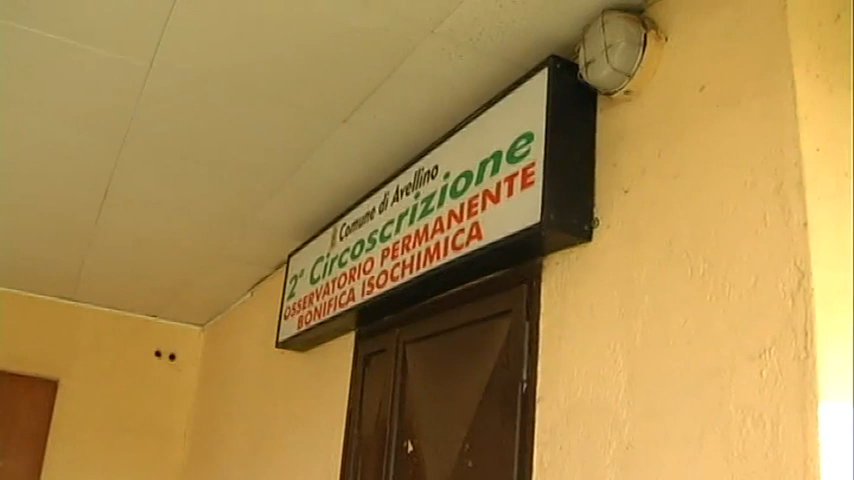 Comune di Avellino
2ª Circoscrizione
OSSERVATORIO PERMANENTE
BONIFICA ISOCHIMICA